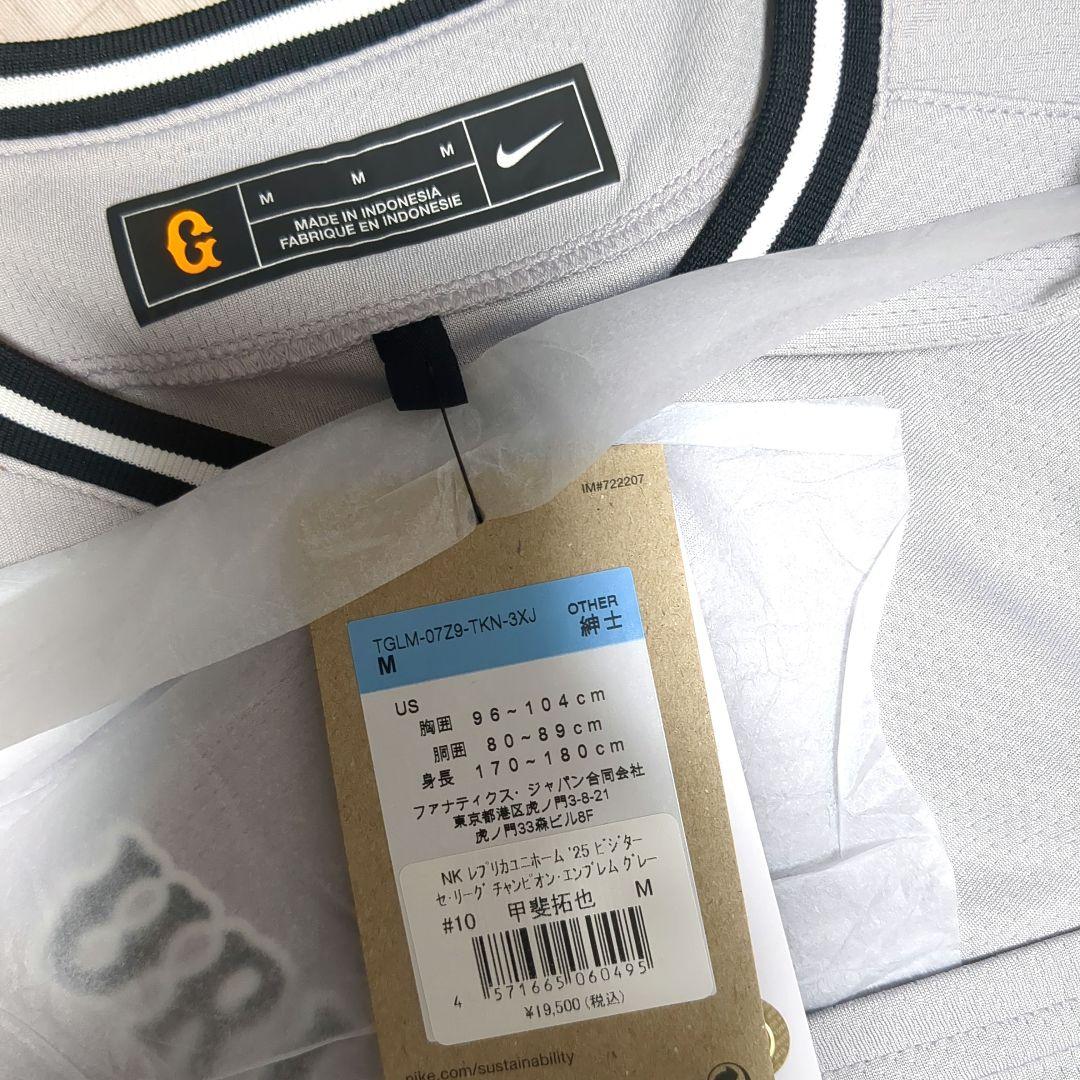 G
M
M
M
MADE IN INDONESIA
FABRIQUE EN INDONESIE
IM#722207
TGLM-07Z9-TKN-3XJ OTHER
M 紳士
US
胸囲 96~104cm
胴囲 80~89cm
身長 170~180cm
ファナティクス・ジャパン合同会社
東京都港区虎ノ門3-8-21
虎ノ門33森ビル8F
NK ﾚﾌﾟﾘｶﾕﾆﾎｰﾑ '25 ﾋﾞｼﾞﾀｰ
ｾ･ﾘｰｸﾞ ﾁｬﾝﾋﾟｵﾝ･ｴﾝﾌﾞﾚﾑ ｸﾞﾚｰ
#10 甲斐拓也 M
4 571665 060495
¥19,500 (税込)
nike.com/sustainability